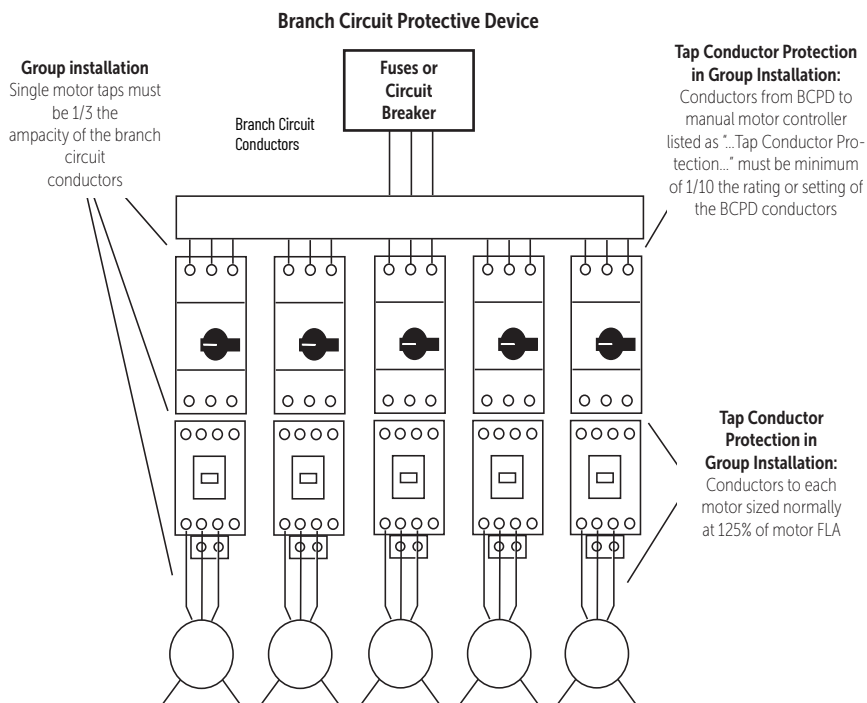 Branch Circuit Protective Device
Group installation
Single motor taps must
be 1/3 the
ampacity of the branch
circuit
conductors
Branch Circuit
Conductors
Fuses or
Circuit
Breaker
Tap Conductor Protection
in Group Installation:
Conductors from BCPD to
manual motor controller
listed as "...Tap Conductor Pro-
tection..." must be minimum
of 1/10 the rating or setting of
the BCPD conductors
Tap Conductor
Protection in
Group Installation:
Conductors to each
motor sized normally
at 125% of motor FLA